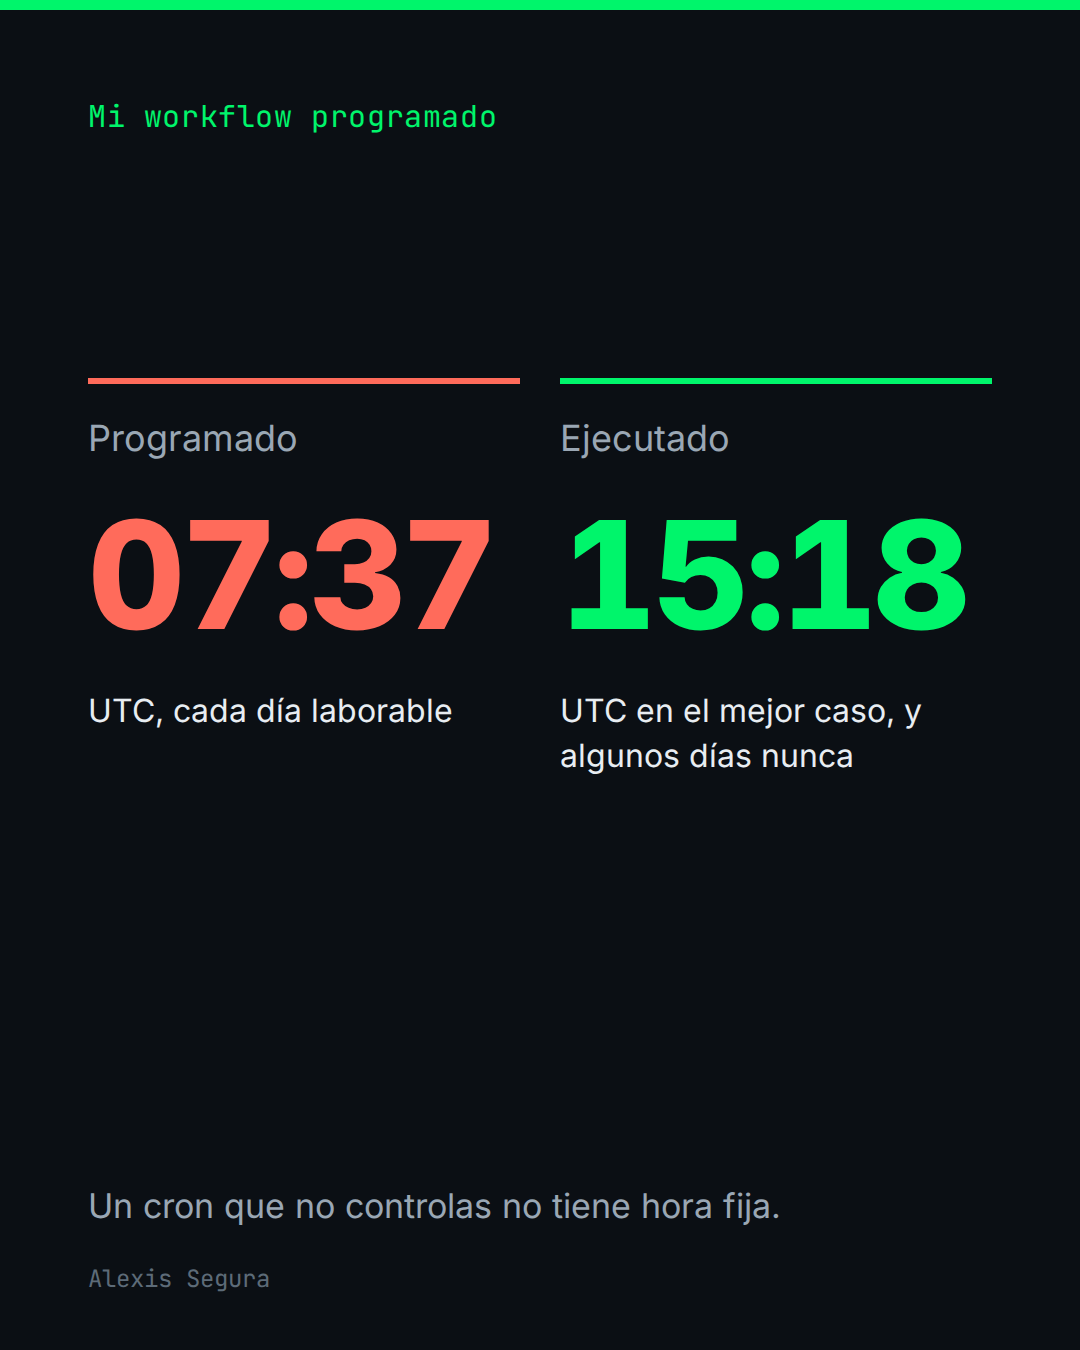 Mi workflow programado
Programado
07:37
UTC, cada día laborable
Ejecutado
15:18
UTC en el mejor caso, y
algunos días nunca
Un cron que no controlas no tiene hora fija.
Alexis Segura